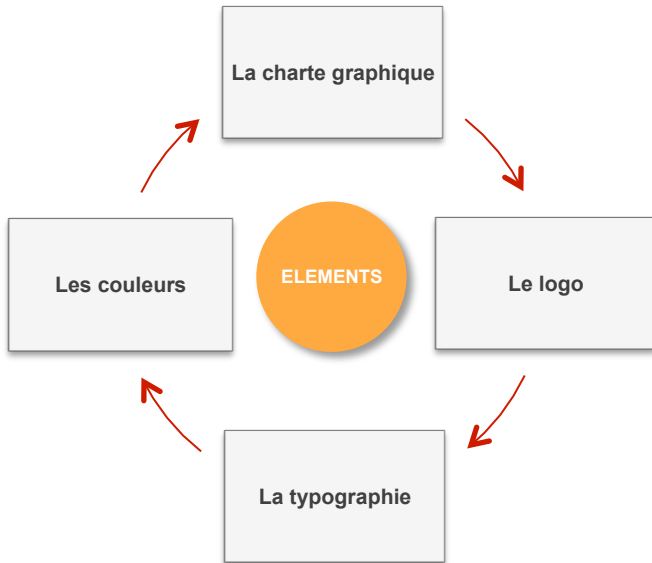 La charte graphique
Les couleurs
ELEMENTS
Le logo
La typographie